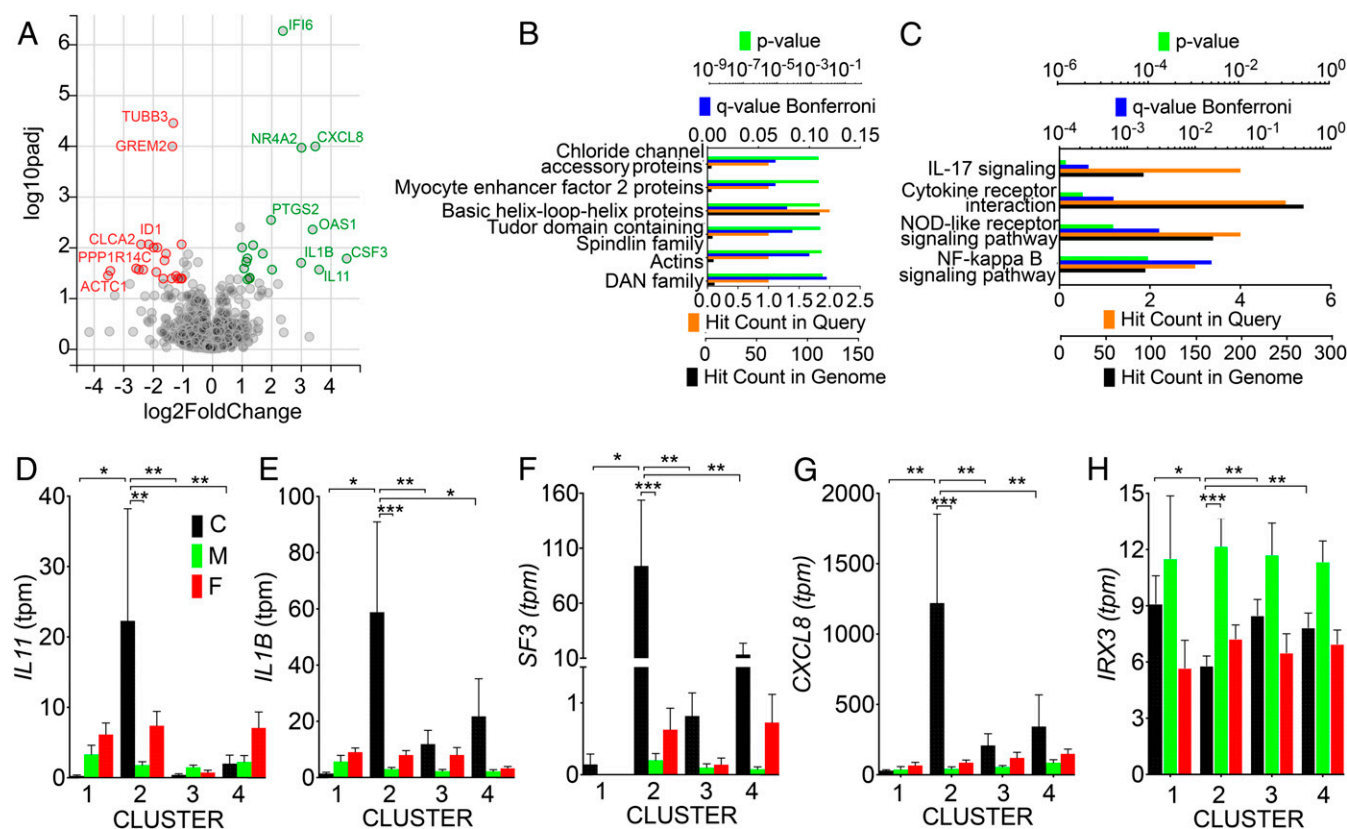 A
6
5
4
3
2
1
0
log10padj
IFI6
TUBB3
GREM2
NR4A2
CXCL8
PTGS2
OAS1
ID1
CLCA2
IL1B
CSF3
PPP1R14C
IL11
ACTC1
-4 -3 -2 -1 0 1 2 3 4
log2FoldChange
B
p-value
10-9 10-7 10-5 10-3 10-1
q-value Bonferroni
0.00 0.05 0.10 0.15
Chloride channel
accessory proteins
Myocyte enhancer factor 2 proteins
Basic helix-loop-helix proteins
Tudor domain containing
Spindlin family
Actins
DAN family
0.0 0.5 1.0 1.5 2.0 2.5
Hit Count in Query
0 50 100 150
Hit Count in Genome
C
p-value
10-6 10-4 10-2 100
q-value Bonferroni
10-4 10-3 10-2 10-1 100
IL-17 signaling
Cytokine receptor
interaction
NOD-like receptor
signaling pathway
NF-kappa B
signaling pathway
0 2 4 6
Hit Count in Query
0 50 100 150 200 250 300
Hit Count in Genome
D
* ** ** **
40
30
20
10
0
IL11 (tpm)
C
M
F
1 2 3 4
CLUSTER
E
* ** * ***
100
80
60
40
20
0
IL1B (tpm)
1 2 3 4
CLUSTER
F
* ** ** ***
160
110
60
10
1
0
SF3 (tpm)
1 2 3 4
CLUSTER
G
** ** ** ***
2000
1500
1000
500
0
CXCL8 (tpm)
1 2 3 4
CLUSTER
H
* ** ** ***
15
12
9
6
3
0
IRX3 (tpm)
1 2 3 4
CLUSTER